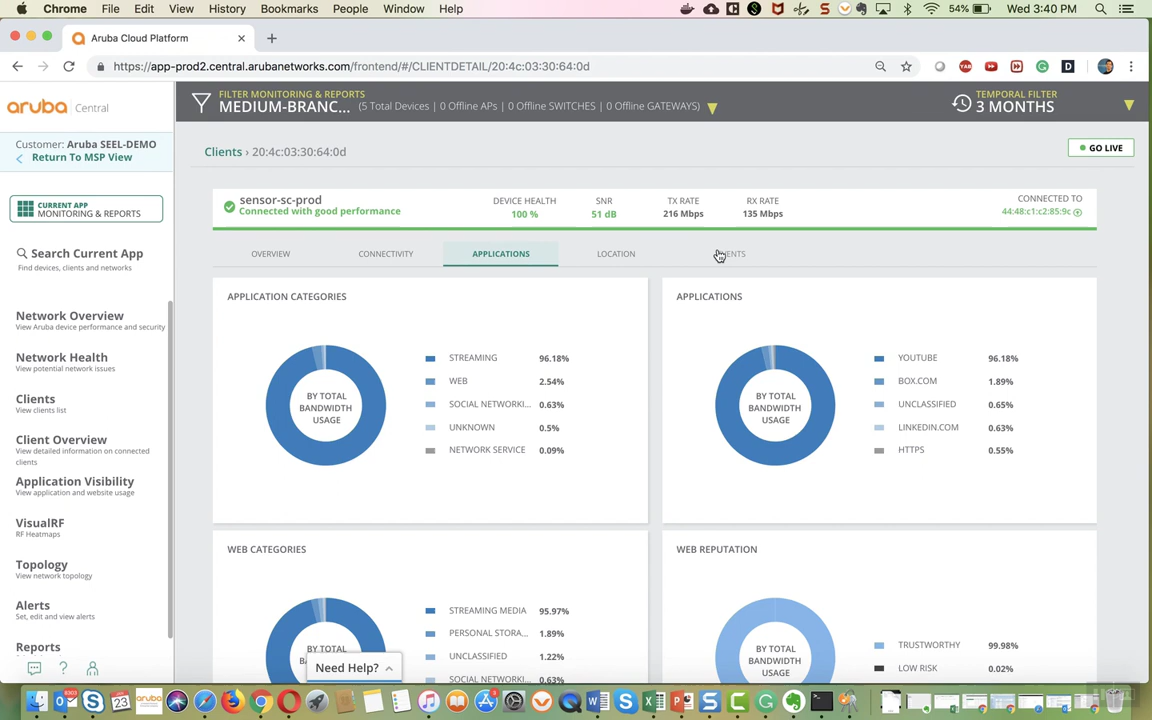 Chrome File Edit View History Bookmarks People Window Help
54% Wed 3:40 PM
Aruba Cloud Platform
https://app-prod2.central.arubanetworks.com/frontend/#/CLIENTDETAIL/20:4c:03:30:64:0d
aruba Central
FILTER MONITORING & REPORTS
MEDIUM-BRANC... (5 Total Devices | 0 Offline APs | 0 Offline SWITCHES | 0 Offline GATEWAYS)
TEMPORAL FILTER
3 MONTHS
Customer: Aruba SEEL-DEMO
Return To MSP View
CURRENT APP
MONITORING & REPORTS
Search Current App
Find devices, clients and networks
Network Overview
View Aruba device performance and security
Network Health
View potential network issues
Clients
View clients list
Client Overview
View detailed information on connected
clients
Application Visibility
View application and website usage
VisualRF
RF Heatmaps
Topology
View network topology
Alerts
Set, edit and view alerts
Reports
Clients › 20:4c:03:30:64:0d
GO LIVE
sensor-sc-prod
Connected with good performance
DEVICE HEALTH
100 %
SNR
51 dB
TX RATE
216 Mbps
RX RATE
135 Mbps
CONNECTED TO
44:48:c1:c2:85:9c
OVERVIEW CONNECTIVITY APPLICATIONS LOCATION
APPLICATION CATEGORIES
BY TOTAL
BANDWIDTH
USAGE
STREAMING 96.18%
WEB 2.54%
SOCIAL NETWORKI... 0.63%
UNKNOWN 0.5%
NETWORK SERVICE 0.09%
APPLICATIONS
BY TOTAL
BANDWIDTH
USAGE
YOUTUBE 96.18%
BOX.COM 1.89%
UNCLASSIFIED 0.65%
LINKEDIN.COM 0.63%
HTTPS 0.55%
WEB CATEGORIES
BY TOTAL
STREAMING MEDIA 95.97%
PERSONAL STORA... 1.89%
UNCLASSIFIED 1.22%
SOCIAL NETWORKI... 0.63%
WEB REPUTATION
BY TOTAL
BANDWIDTH
USAGE
TRUSTWORTHY 99.98%
LOW RISK 0.02%
Need Help?